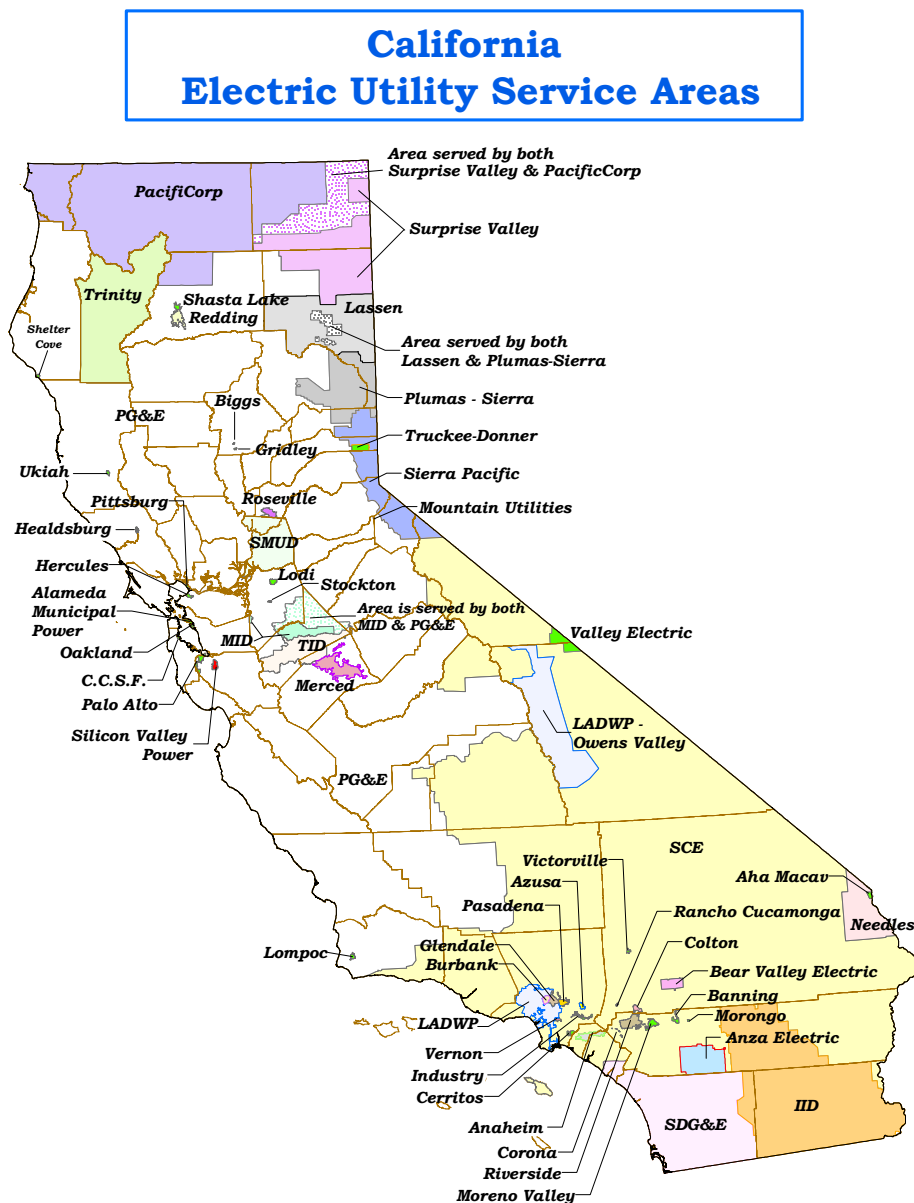 California
Electric Utility Service Areas
Area served by both
Surprise Valley & PacificCorp
PacifiCorp
Surprise Valley
Trinity
Shasta Lake
Redding
Lassen
Shelter
Cove
Area served by both
Lassen & Plumas-Sierra
Plumas - Sierra
Biggs
PG&E
Truckee-Donner
Gridley
Ukiah
Sierra Pacific
Pittsburg
Roseville
Mountain Utilities
Healdsburg
SMUD
Hercules
Lodi
Stockton
Alameda
Municipal
Power
Area is served by both
MID & PG&E
Valley Electric
MID
TID
Oakland
C.C.S.F.
Merced
Palo Alto
LADWP -
Owens Valley
Silicon Valley
Power
PG&E
SCE
Victorville
Azusa
Aha Macav
Pasadena
Rancho Cucamonga
Needles
Glendale
Colton
Lompoc
Burbank
Bear Valley Electric
Banning
LADWP
Morongo
Vernon
Anza Electric
Industry
Cerritos
Anaheim
SDG&E
IID
Corona
Riverside
Moreno Valley